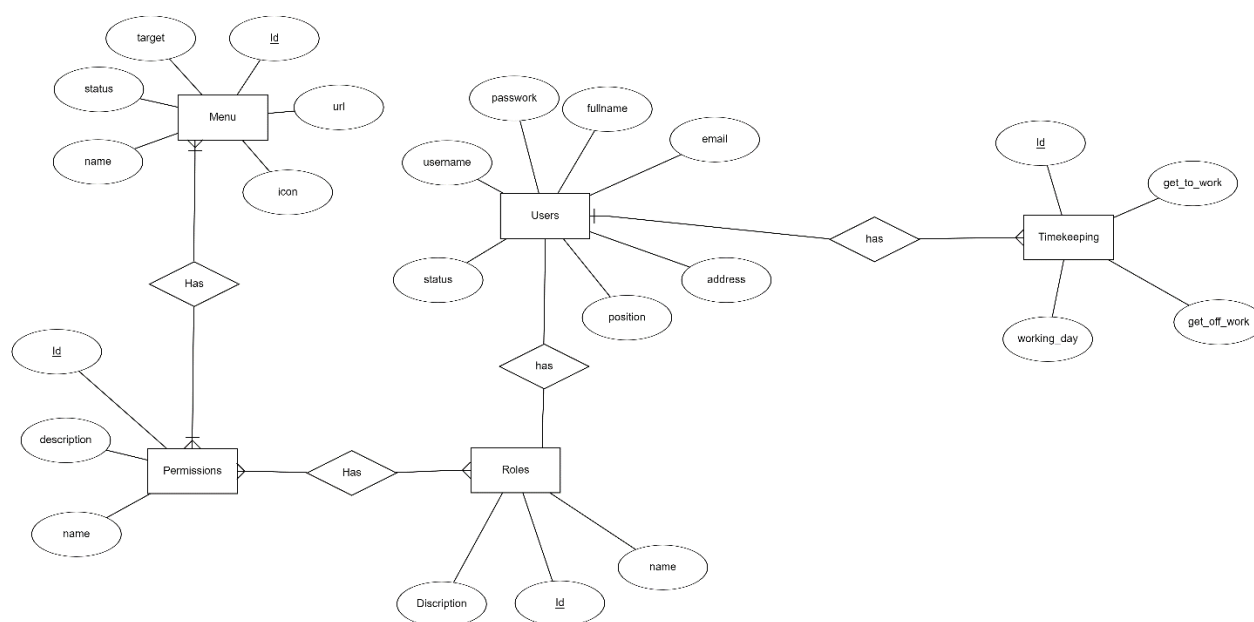 target
Id
status
url
Menu
name
icon
passwork
fullname
email
username
Users
status
address
position
Id
get_to_work
has
Timekeeping
working_day
get_off_work
Has
Id
has
description
Permissions
Has
Roles
name
name
Discription
Id